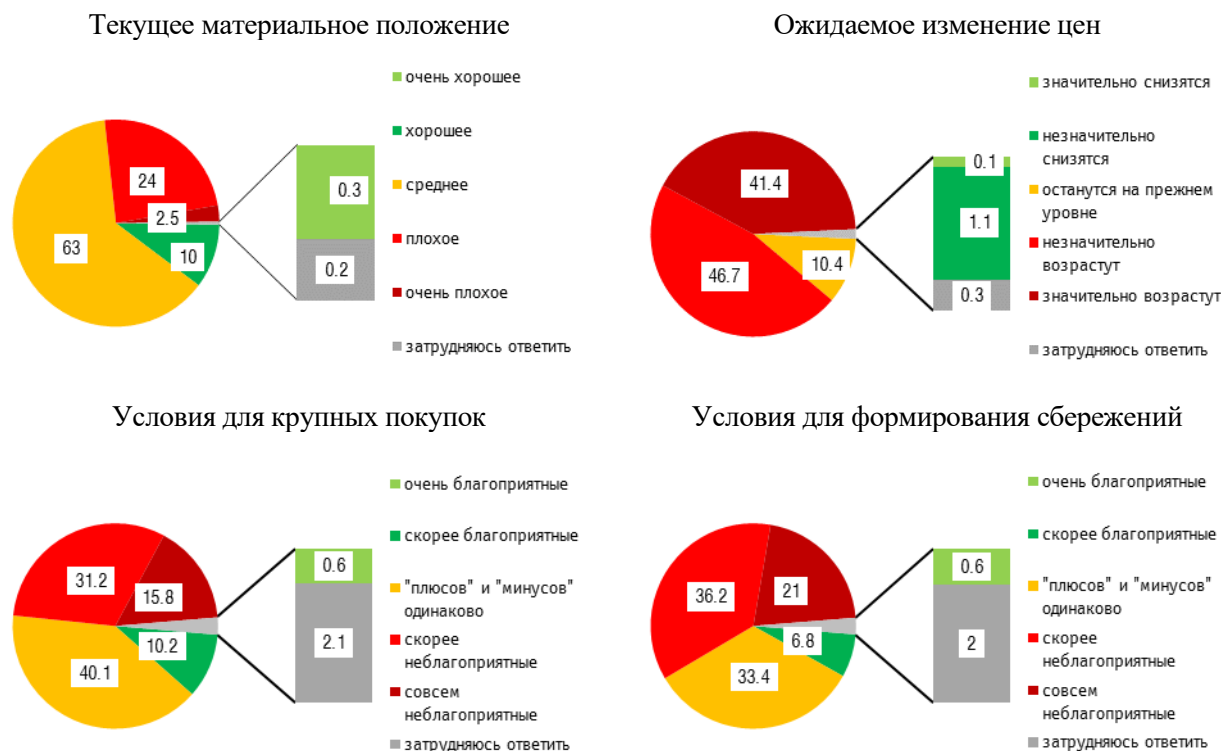 Текущее материальное положение
очень хорошее
хорошее
среднее
плохое
очень плохое
затрудняюсь ответить
24
2.5
63
10
0.3
0.2
Ожидаемое изменение цен
значительно снизятся
незначительно
снизятся
останутся на прежнем
уровне
незначительно
возрастут
значительно возрастут
затрудняюсь ответить
41.4
46.7
10.4
0.1
1.1
0.3
Условия для крупных покупок
очень благоприятные
скорее благоприятные
"плюсов" и "минусов"
одинаково
скорее
неблагоприятные
совсем
неблагоприятные
затрудняюсь ответить
31.2
15.8
10.2
40.1
0.6
2.1
Условия для формирования сбережений
очень благоприятные
скорее благоприятные
"плюсов" и "минусов"
одинаково
скорее
неблагоприятные
совсем
неблагоприятные
затрудняюсь ответить
36.2
21
6.8
33.4
0.6
2